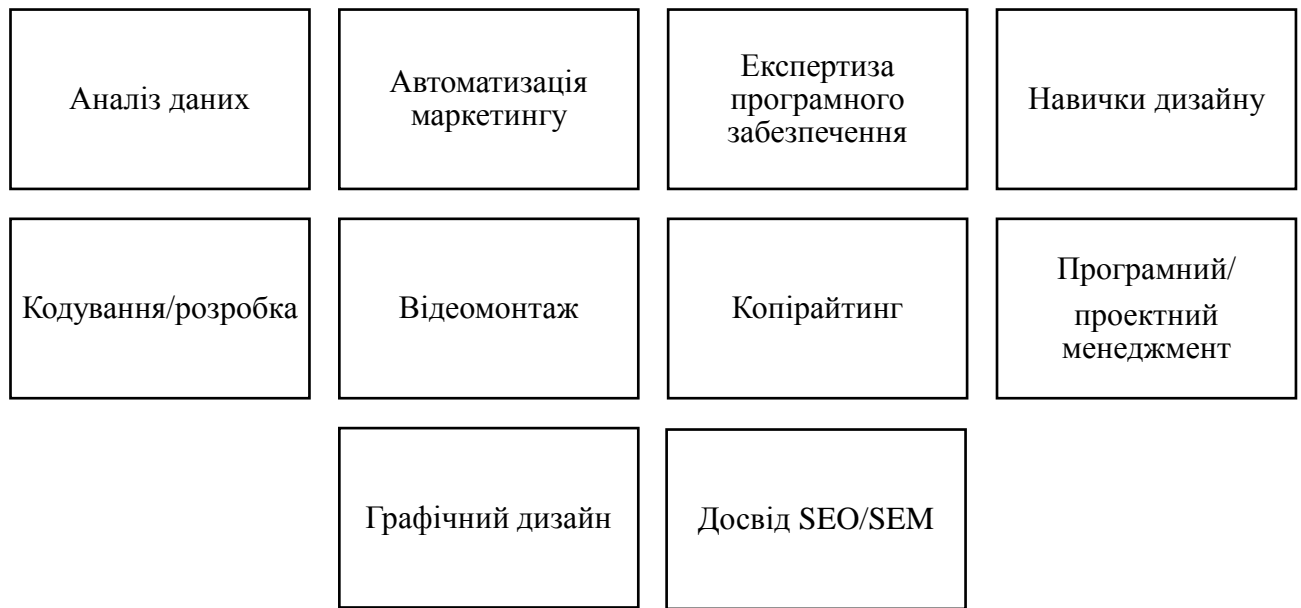 Аналіз даних
Автоматизація
маркетингу
Експертиза
програмного
забезпечення
Навички дизайну
Кодування/розробка
Відеомонтаж
Копірайтинг
Програмний/
проектний
менеджмент
Графічний дизайн
Досвід SEO/SEM